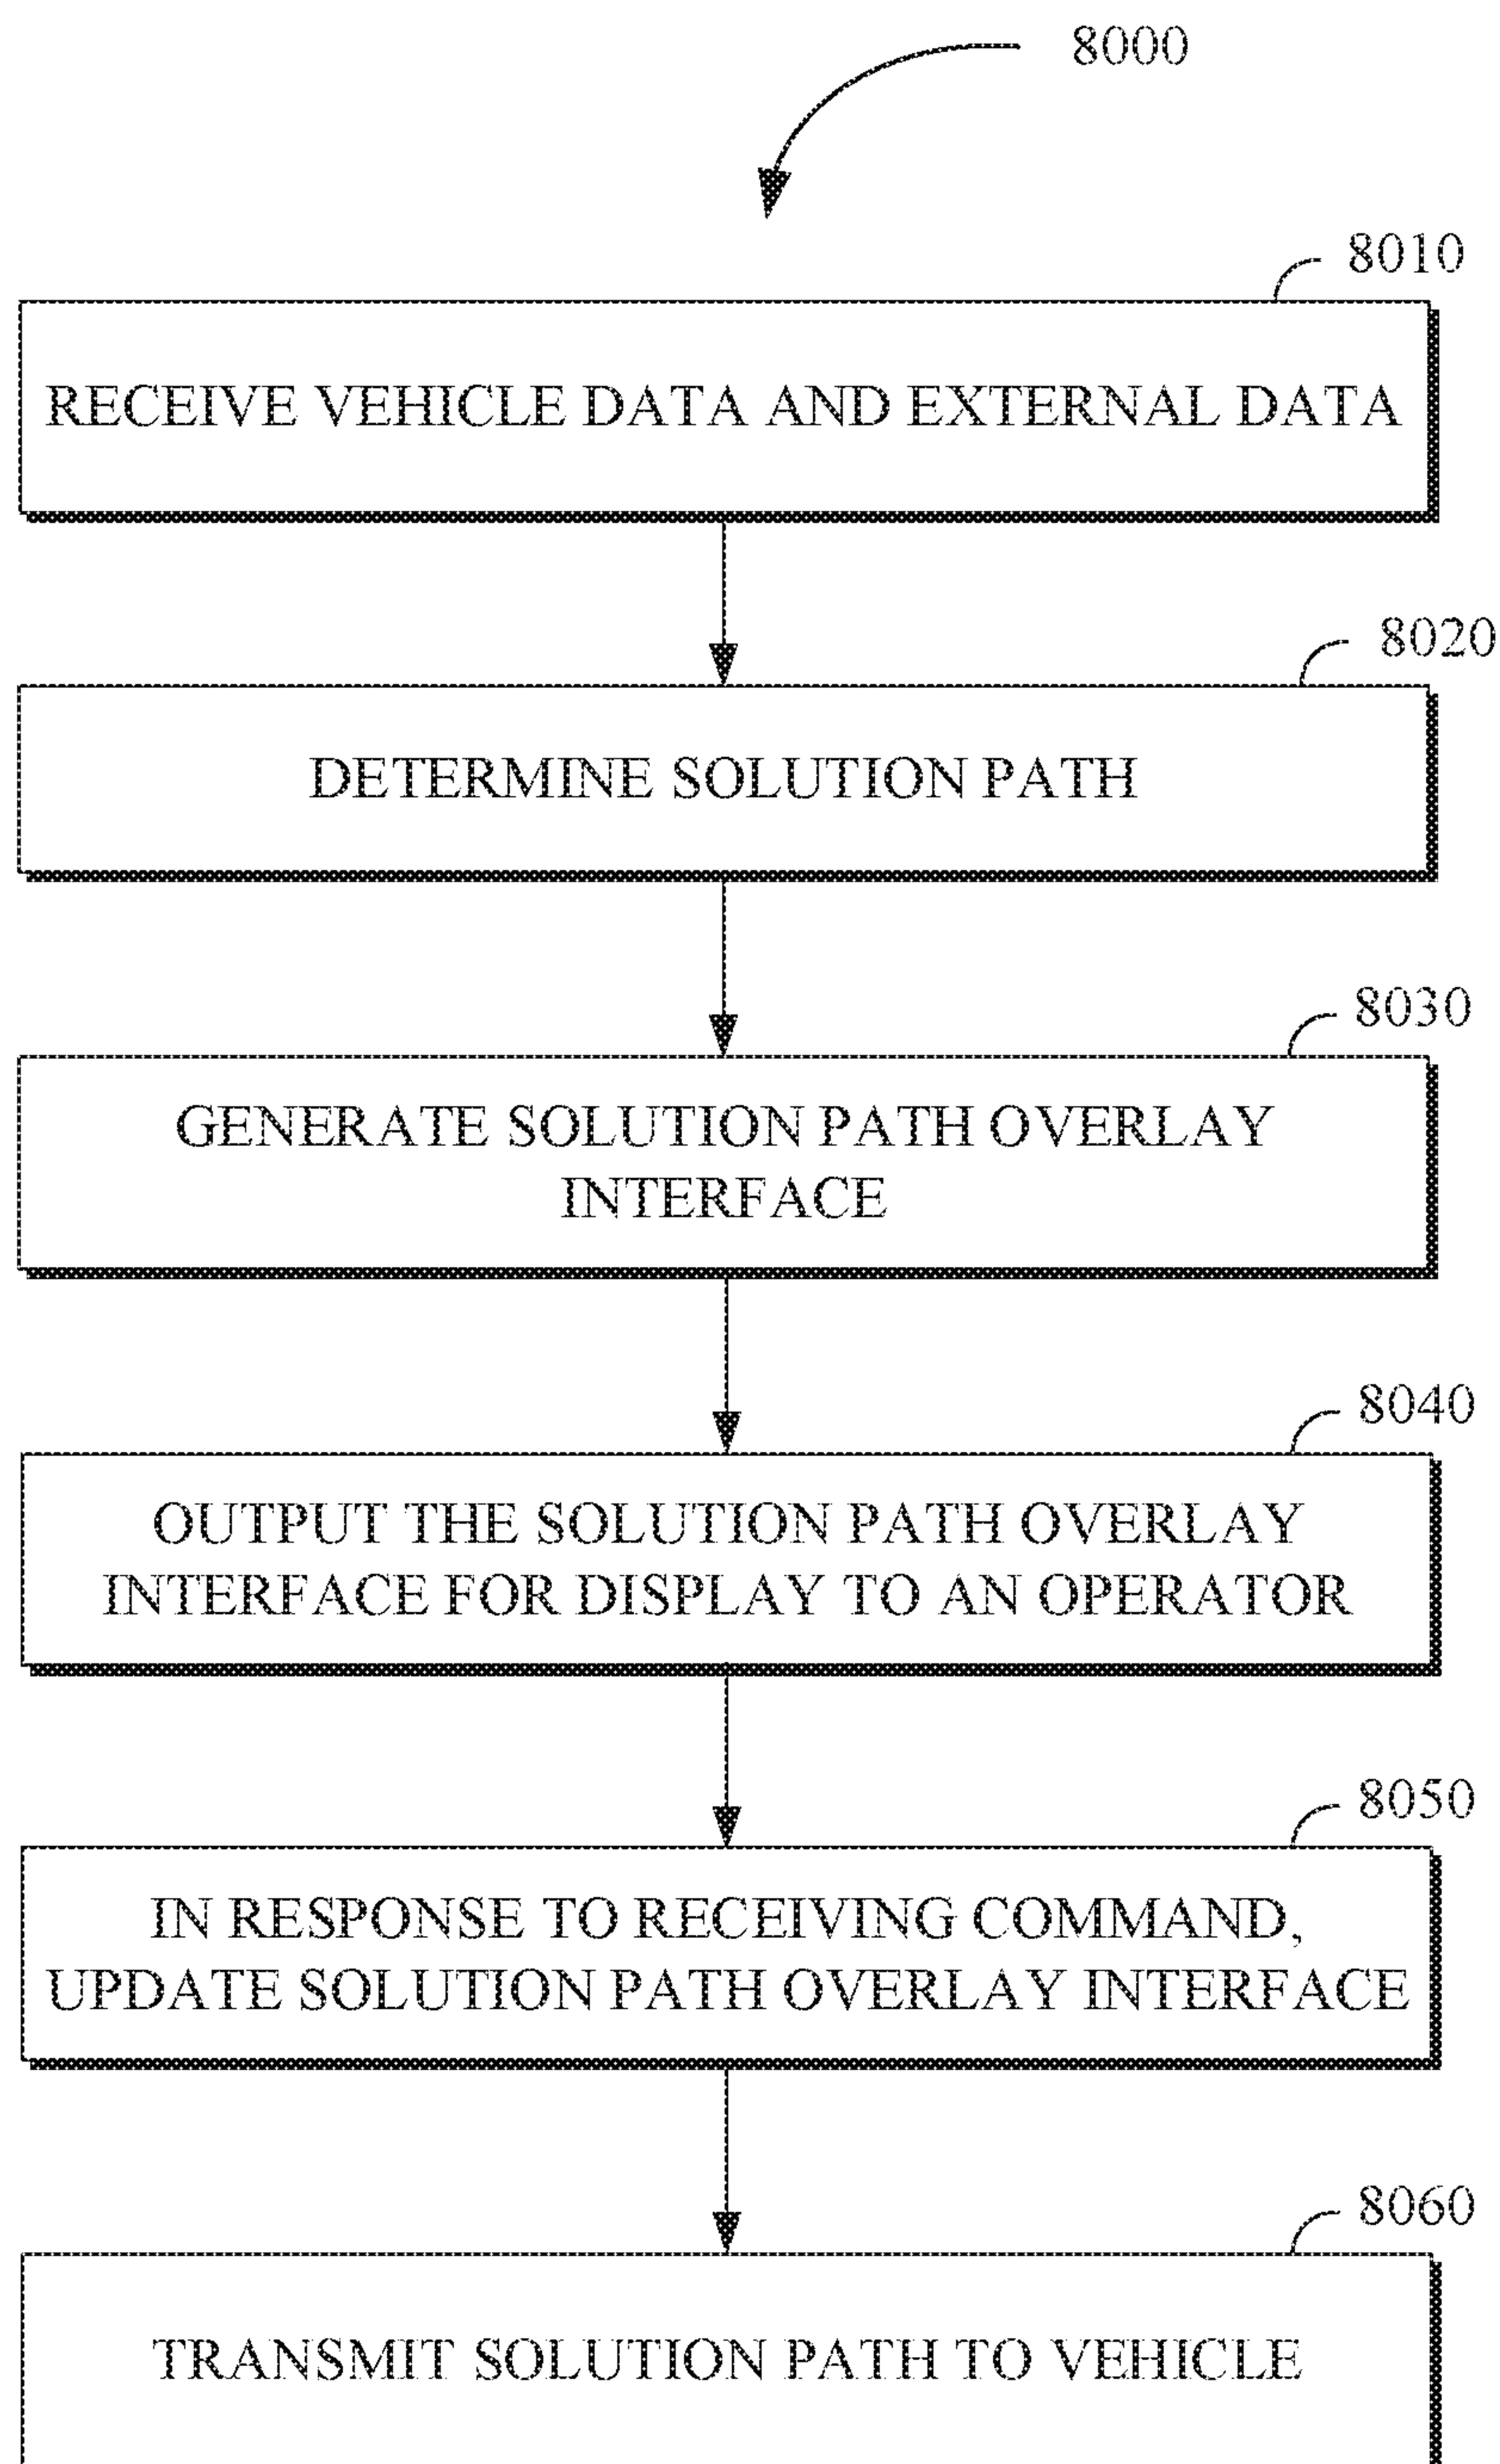 8000
8010
RECEIVE VEHICLE DATA AND EXTERNAL DATA
8020
DETERMINE SOLUTION PATH
8030
GENERATE SOLUTION PATH OVERLAY
INTERFACE
8040
OUTPUT THE SOLUTION PATH OVERLAY
INTERFACE FOR DISPLAY TO AN OPERATOR
8050
IN RESPONSE TO RECEIVING COMMAND,
UPDATE SOLUTION PATH OVERLAY INTERFACE
8060
TRANSMIT SOLUTION PATH TO VEHICLE